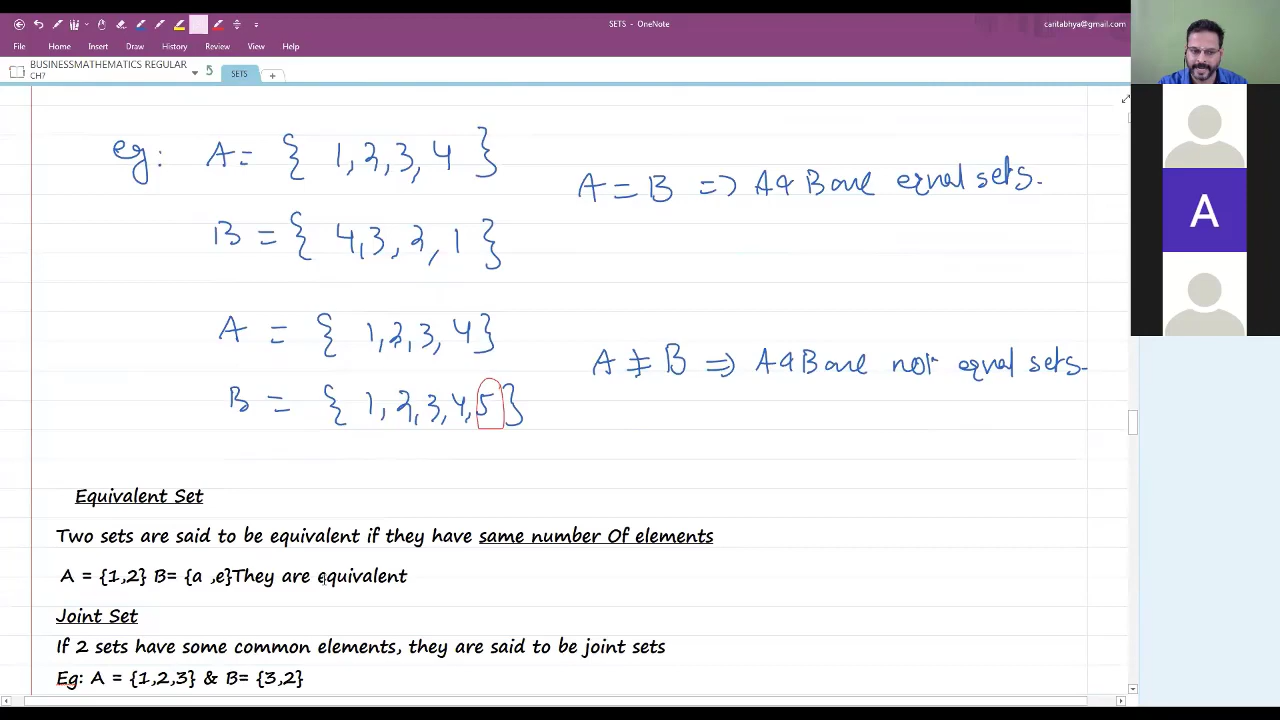 SETS - OneNote
cantabhya@gmail.com
File Home Insert Draw History Review View Help
BUSINESSMATHEMATICS REGULAR
CH7
SETS
eg: A = { 1, 2, 3, 4 }
A = B => A & B are equal sets.
B = { 4, 3, 2, 1 }
A = { 1, 2, 3, 4 }
A ≠ B => A & B are not equal sets.
B = { 1, 2, 3, 4, 5 }
Equivalent Set
Two sets are said to be equivalent if they have same number Of elements
A = {1,2} B= {a ,e}They are equivalent
Joint Set
If 2 sets have some common elements, they are said to be joint sets
Eg: A = {1,2,3} & B= {3,2}
A